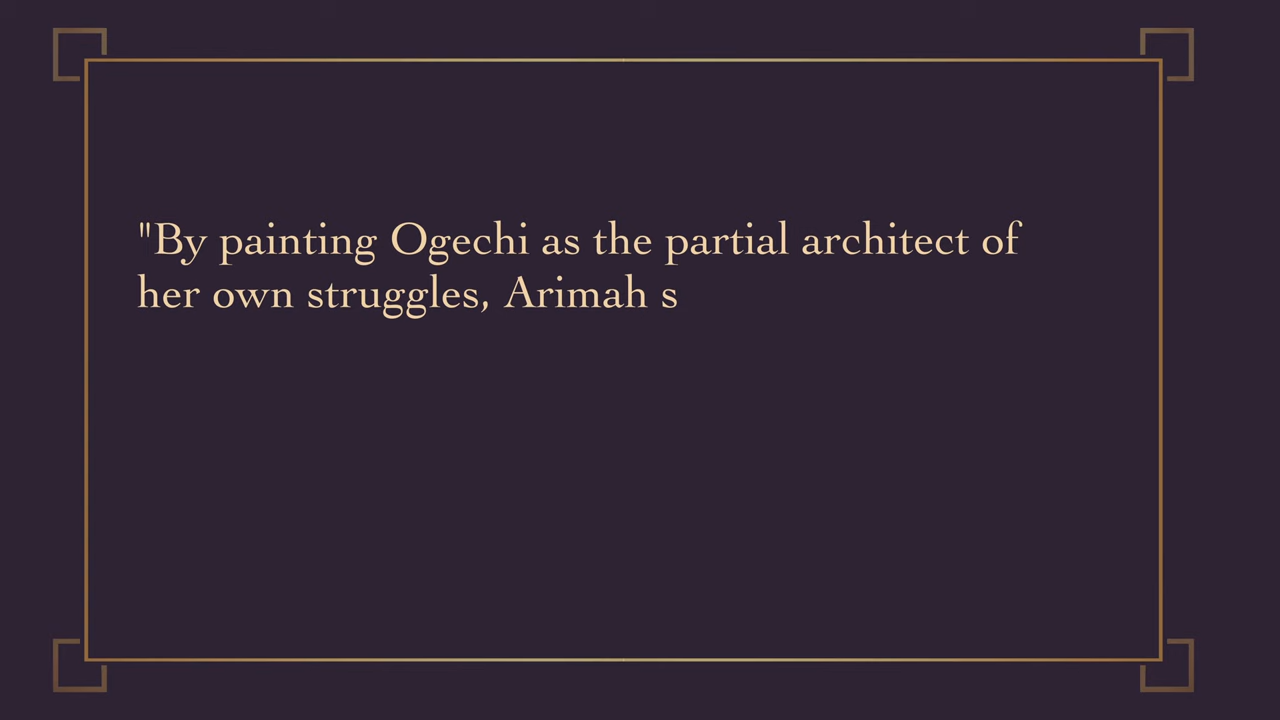 "By painting Ogechi as the partial architect of
her own struggles, Arimah s